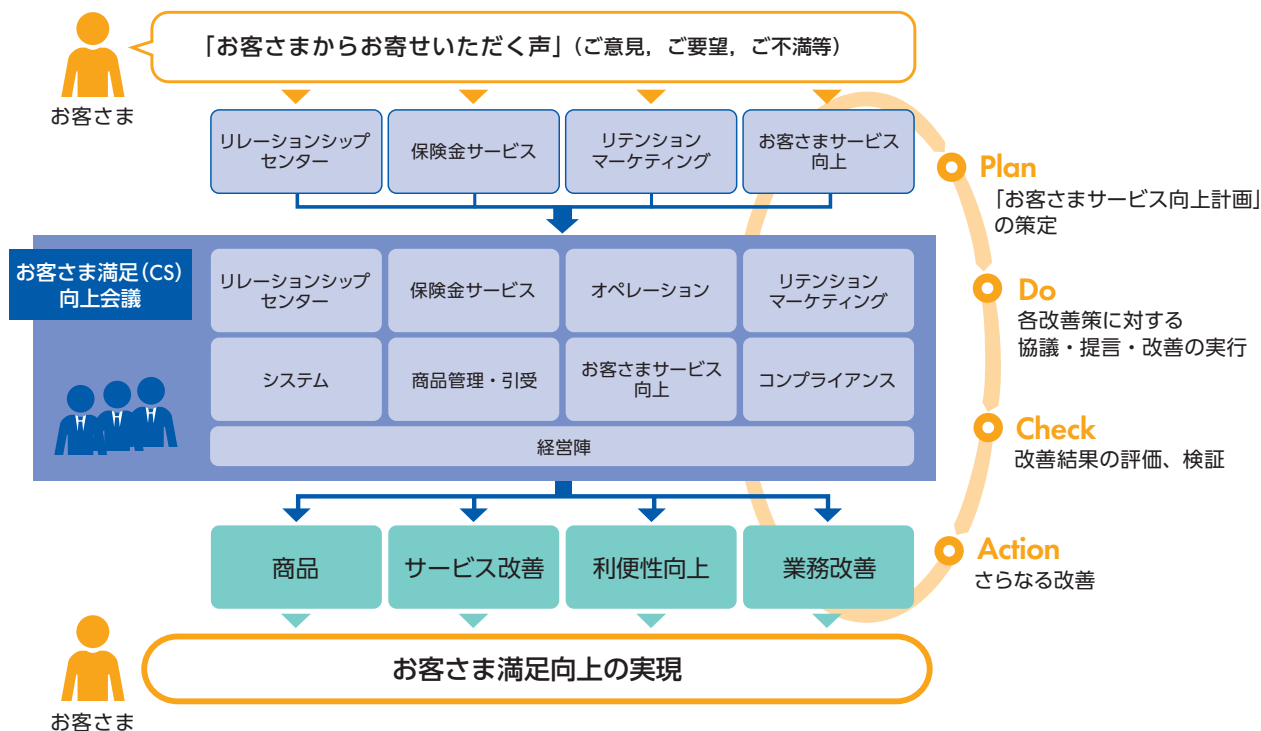 「お客さまからお寄せいただく声」（ご意見，ご要望，ご不満等）
お客さま
リレーションシップ
センター
保険金サービス
リテンション
マーケティング
お客さまサービス
向上
Plan
「お客さまサービス向上計画」
の策定
お客さま満足（CS）
向上会議
リレーションシップ
センター
保険金サービス
オペレーション
リテンション
マーケティング
Do
各改善策に対する
協議・提言・改善の実行
システム
商品管理・引受
お客さまサービス
向上
コンプライアンス
経営陣
Check
改善結果の評価、検証
商品
サービス改善
利便性向上
業務改善
Action
さらなる改善
お客さま満足向上の実現
お客さま